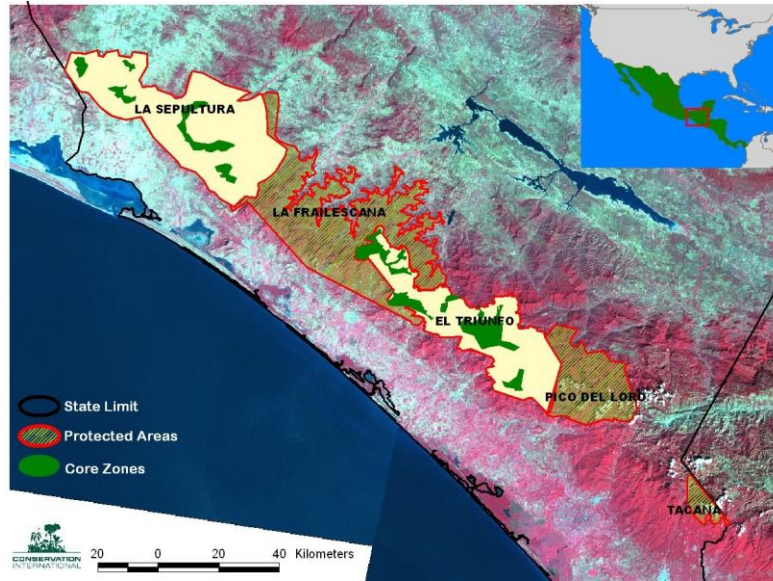 LA SEPULTURA
LA FRAILESCANA
EL TRIUNFO
PICO DEL LORO
TACANA
State Limit
Protected Areas
Core Zones
CONSERVATION
INTERNATIONAL
20 0 20 40 Kilometers